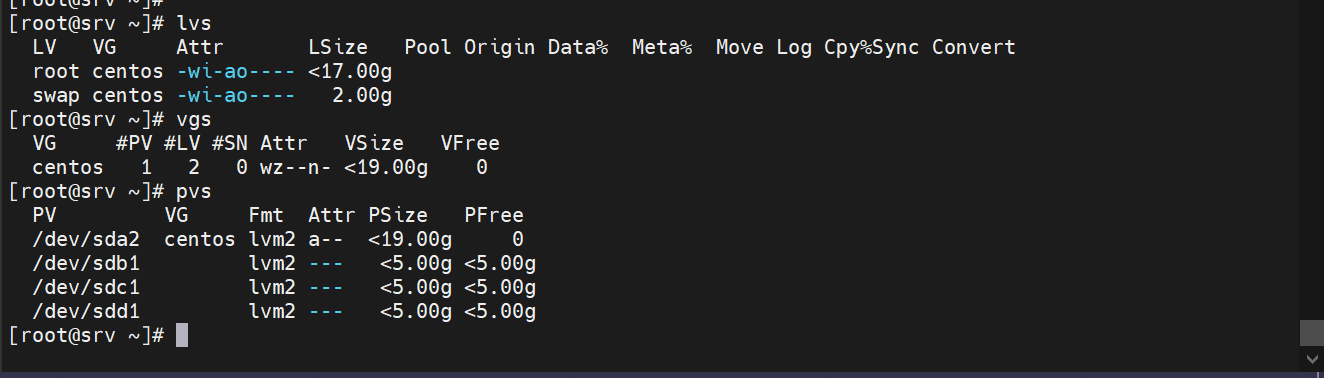 [root@srv ~]#
[root@srv ~]# lvs
  LV   VG     Attr       LSize   Pool Origin Data%  Meta%  Move Log Cpy%Sync Convert
  root centos -wi-ao---- <17.00g
  swap centos -wi-ao----   2.00g
[root@srv ~]# vgs
  VG     #PV #LV #SN Attr   VSize   VFree
  centos   1   2   0 wz--n- <19.00g    0
[root@srv ~]# pvs
  PV         VG     Fmt  Attr PSize   PFree
  /dev/sda2  centos lvm2 a--  <19.00g     0
  /dev/sdb1         lvm2 ---   <5.00g <5.00g
  /dev/sdc1         lvm2 ---   <5.00g <5.00g
  /dev/sdd1         lvm2 ---   <5.00g <5.00g
[root@srv ~]#